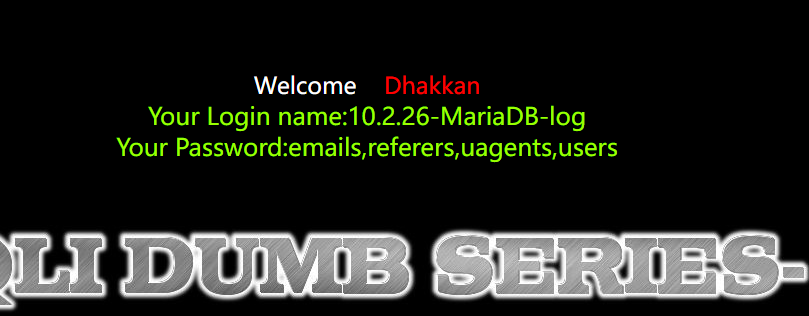 Welcome Dhakkan
Your Login name:10.2.26-MariaDB-log
Your Password:emails,referers,uagents,users
QLI DUMB SERIES-